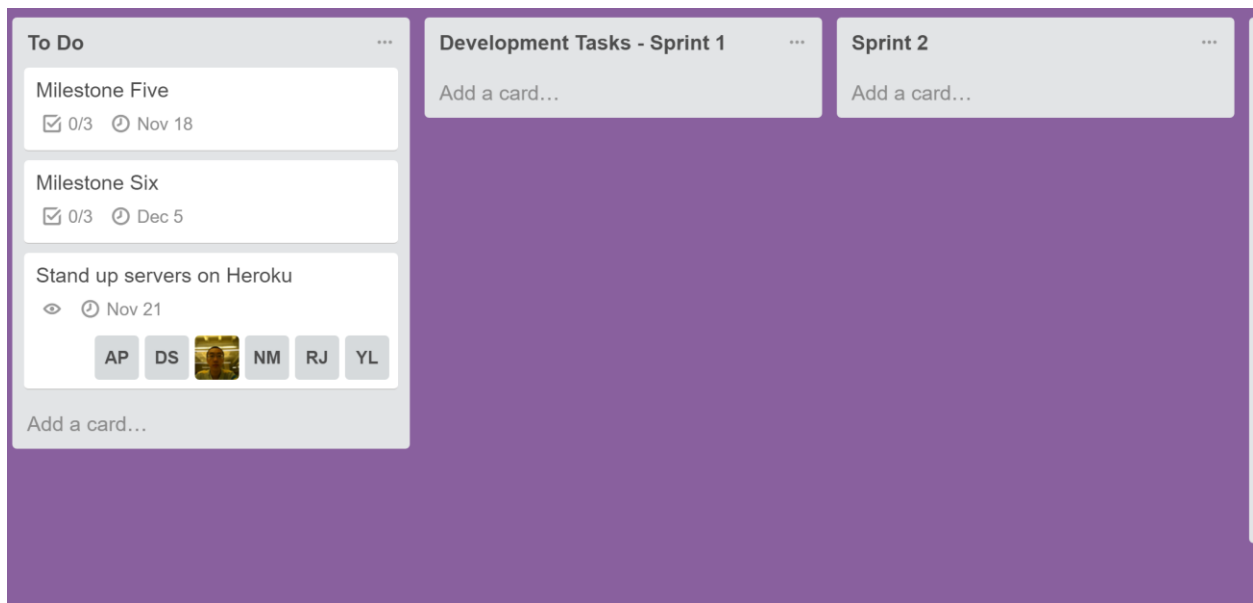 To Do
Milestone Five
0/3 Nov 18
Milestone Six
0/3 Dec 5
Stand up servers on Heroku
Nov 21
AP DS NM RJ YL
Add a card…
Development Tasks - Sprint 1
Add a card…
Sprint 2
Add a card…